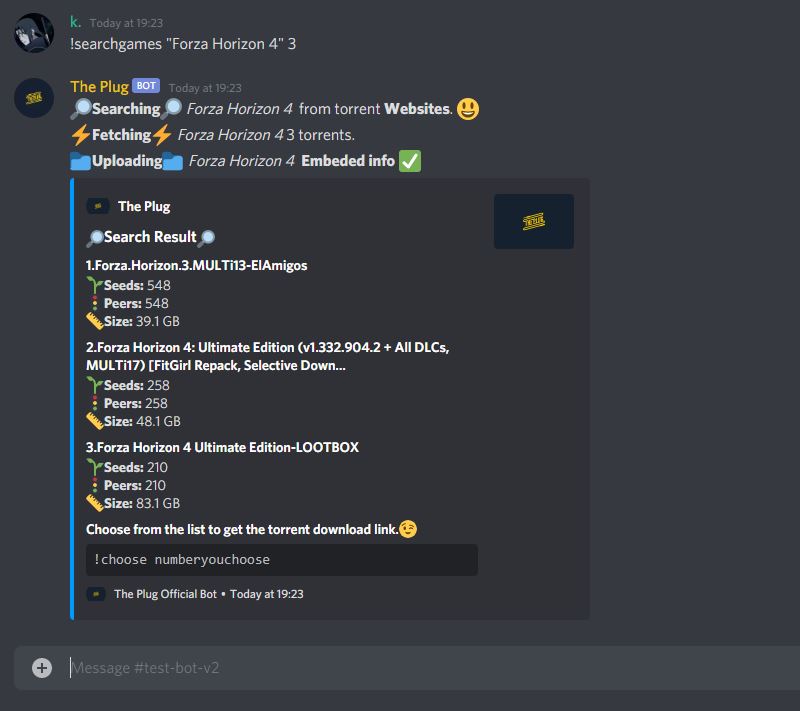 k. Today at 19:23
!searchgames "Forza Horizon 4" 3
The Plug BOT Today at 19:23
🔎Searching🔎 Forza Horizon 4 from torrent Websites. 😃
⚡Fetching⚡ Forza Horizon 4 3 torrents.
📁Uploading📁 Forza Horizon 4 Embeded info ✅
The Plug
🔎Search Result🔎
1.Forza.Horizon.3.MULTi13-ElAmigos
🌱Seeds: 548
🚦Peers: 548
📏Size: 39.1 GB
2.Forza Horizon 4: Ultimate Edition (v1.332.904.2 + All DLCs,
MULTi17) [FitGirl Repack, Selective Down...
🌱Seeds: 258
🚦Peers: 258
📏Size: 48.1 GB
3.Forza Horizon 4 Ultimate Edition-LOOTBOX
🌱Seeds: 210
🚦Peers: 210
📏Size: 83.1 GB
Choose from the list to get the torrent download link.😉
!choose numberyouchoose
The Plug Official Bot • Today at 19:23
Message #test-bot-v2